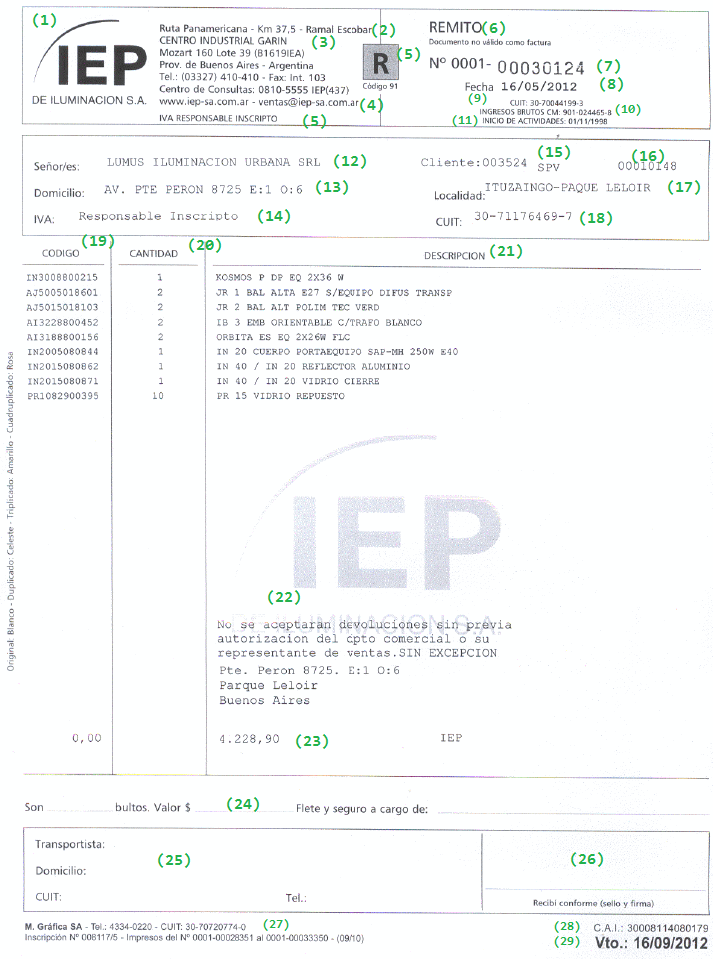 (1)
IEP
DE ILUMINACION S.A.
Ruta Panamericana - Km 37,5 - Ramal Escobar (2)
CENTRO INDUSTRIAL GARIN (3)
Mozart 160 Lote 39 (B1619IEA)
Prov. de Buenos Aires - Argentina
Tel.: (03327) 410-410 - Fax: Int. 103
Centro de Consultas: 0810-5555 IEP(437)
www.iep-sa.com.ar - ventas@iep-sa.com.ar (4)
IVA RESPONSABLE INSCRIPTO (5)
R (5)
Código 91
REMITO (6)
Documento no válido como factura
Nº 0001- 00030124 (7)
Fecha 16/05/2012 (8)
(9) CUIT: 30-70044199-3
INGRESOS BRUTOS CM: 901-024465-8 (10)
(11) INICIO DE ACTIVIDADES: 01/11/1998
Señor/es: LUMUS ILUMINACION URBANA SRL (12) Cliente:003524 (15) SPV (16) 00010148
Domicilio: AV. PTE PERON 8725 E:1 O:6 (13) Localidad: ITUZAINGO-PAQUE LELOIR (17)
IVA: Responsable Inscripto (14) CUIT: 30-71176469-7 (18)
CODIGO (19) CANTIDAD (20) DESCRIPCION (21)
IN3008800215 1 KOSMOS P DP EQ 2X36 W
AJ5005018601 2 JR 1 BAL ALTA E27 S/EQUIPO DIFUS TRANSP
AJ5015018103 2 JR 2 BAL ALT POLIM TEC VERD
AI3228800452 2 IB 3 EMB ORIENTABLE C/TRAFO BLANCO
AI3188800156 2 ORBITA ES EQ 2X26W FLC
IN2005080844 1 IN 20 CUERPO PORTAEQUIPO SAP-MH 250W E40
IN2015080862 1 IN 40 / IN 20 REFLECTOR ALUMINIO
IN2015080871 1 IN 40 / IN 20 VIDRIO CIERRE
PR1082900395 10 PR 15 VIDRIO REPUESTO
Original: Blanco - Duplicado: Celeste - Triplicado: Amarillo - Cuadruplicado: Rosa
IEP
ILUMINACION S.A.
(22)
No se aceptaran devoluciones sin previa
autorizacion del cpto comercial o su
representante de ventas.SIN EXCEPCION
Pte. Peron 8725. E:1 O:6
Parque Leloir
Buenos Aires
0,00 4.228,90 (23) IEP
Son bultos. Valor $ (24) Flete y seguro a cargo de:
Transportista:
(25)
Domicilio:
CUIT: Tel.:
(26)
Recibí conforme (sello y firma)
M. Gráfica SA - Tel.: 4334-0220 - CUIT: 30-70720774-0 (27)
Inscripción Nº 008117/5 - Impresos del Nº 0001-00028351 al 0001-00033350 - (09/10)
(28) C.A.I.: 30008114080179
(29) Vto.: 16/09/2012